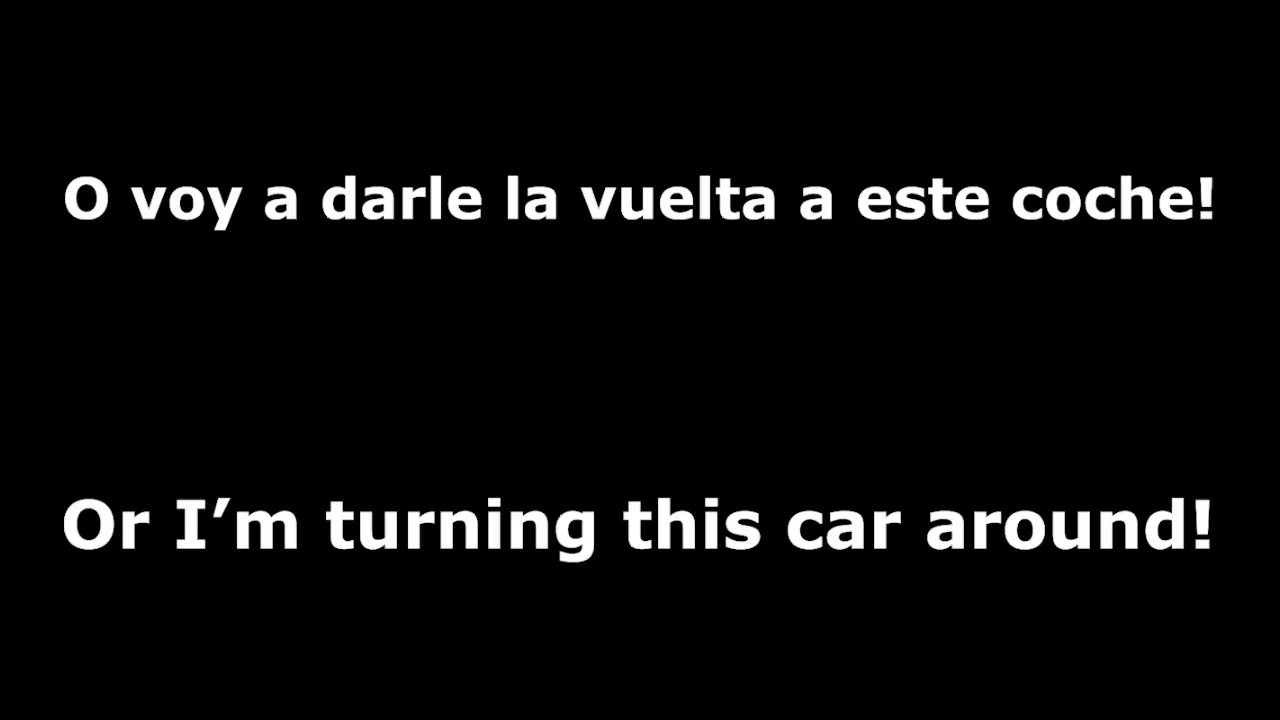 O voy a darle la vuelta a este coche!
Or I’m turning this car around!